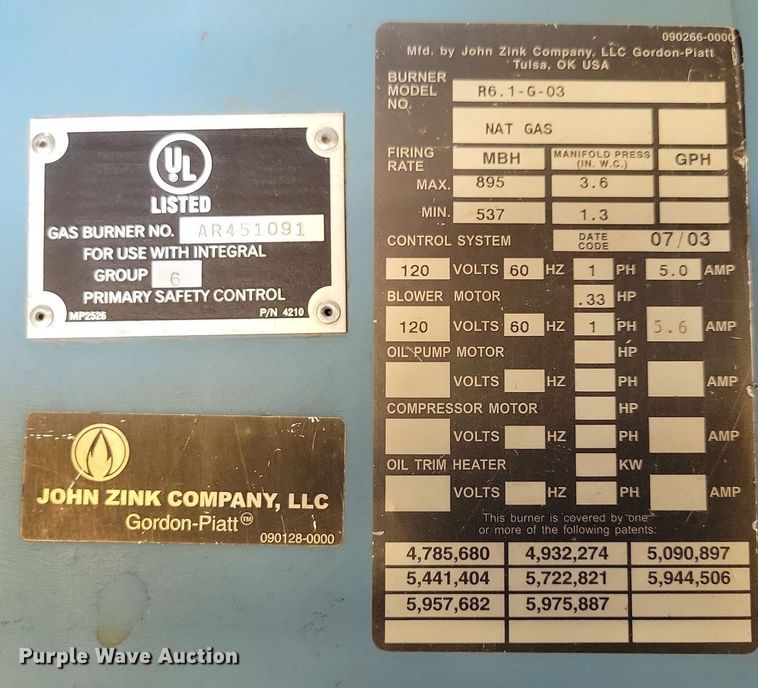 UL
®
LISTED
GAS BURNER NO. AR451091
FOR USE WITH INTEGRAL
GROUP 6
PRIMARY SAFETY CONTROL
MP2526 P/N 4210
JOHN ZINK COMPANY, LLC
Gordon-Piatt™
090128-0000
090266-0000
Mfd. by John Zink Company, LLC Gordon-Piatt
Tulsa, OK USA
BURNER
MODEL R6.1-G-03
NO.
NAT GAS
FIRING RATE MBH MANIFOLD PRESS (IN. W.C.) GPH
MAX. 895 3.6
MIN. 537 1.3
CONTROL SYSTEM DATE CODE 07/03
120 VOLTS 60 HZ 1 PH 5.0 AMP
BLOWER MOTOR .33 HP
120 VOLTS 60 HZ 1 PH 5.6 AMP
OIL PUMP MOTOR HP
VOLTS HZ PH AMP
COMPRESSOR MOTOR HP
VOLTS HZ PH AMP
OIL TRIM HEATER KW
VOLTS HZ PH AMP
This burner is covered by one
or more of the following patents:
4,785,680 4,932,274 5,090,897
5,441,404 5,722,821 5,944,506
5,957,682 5,975,887
Purple Wave Auction